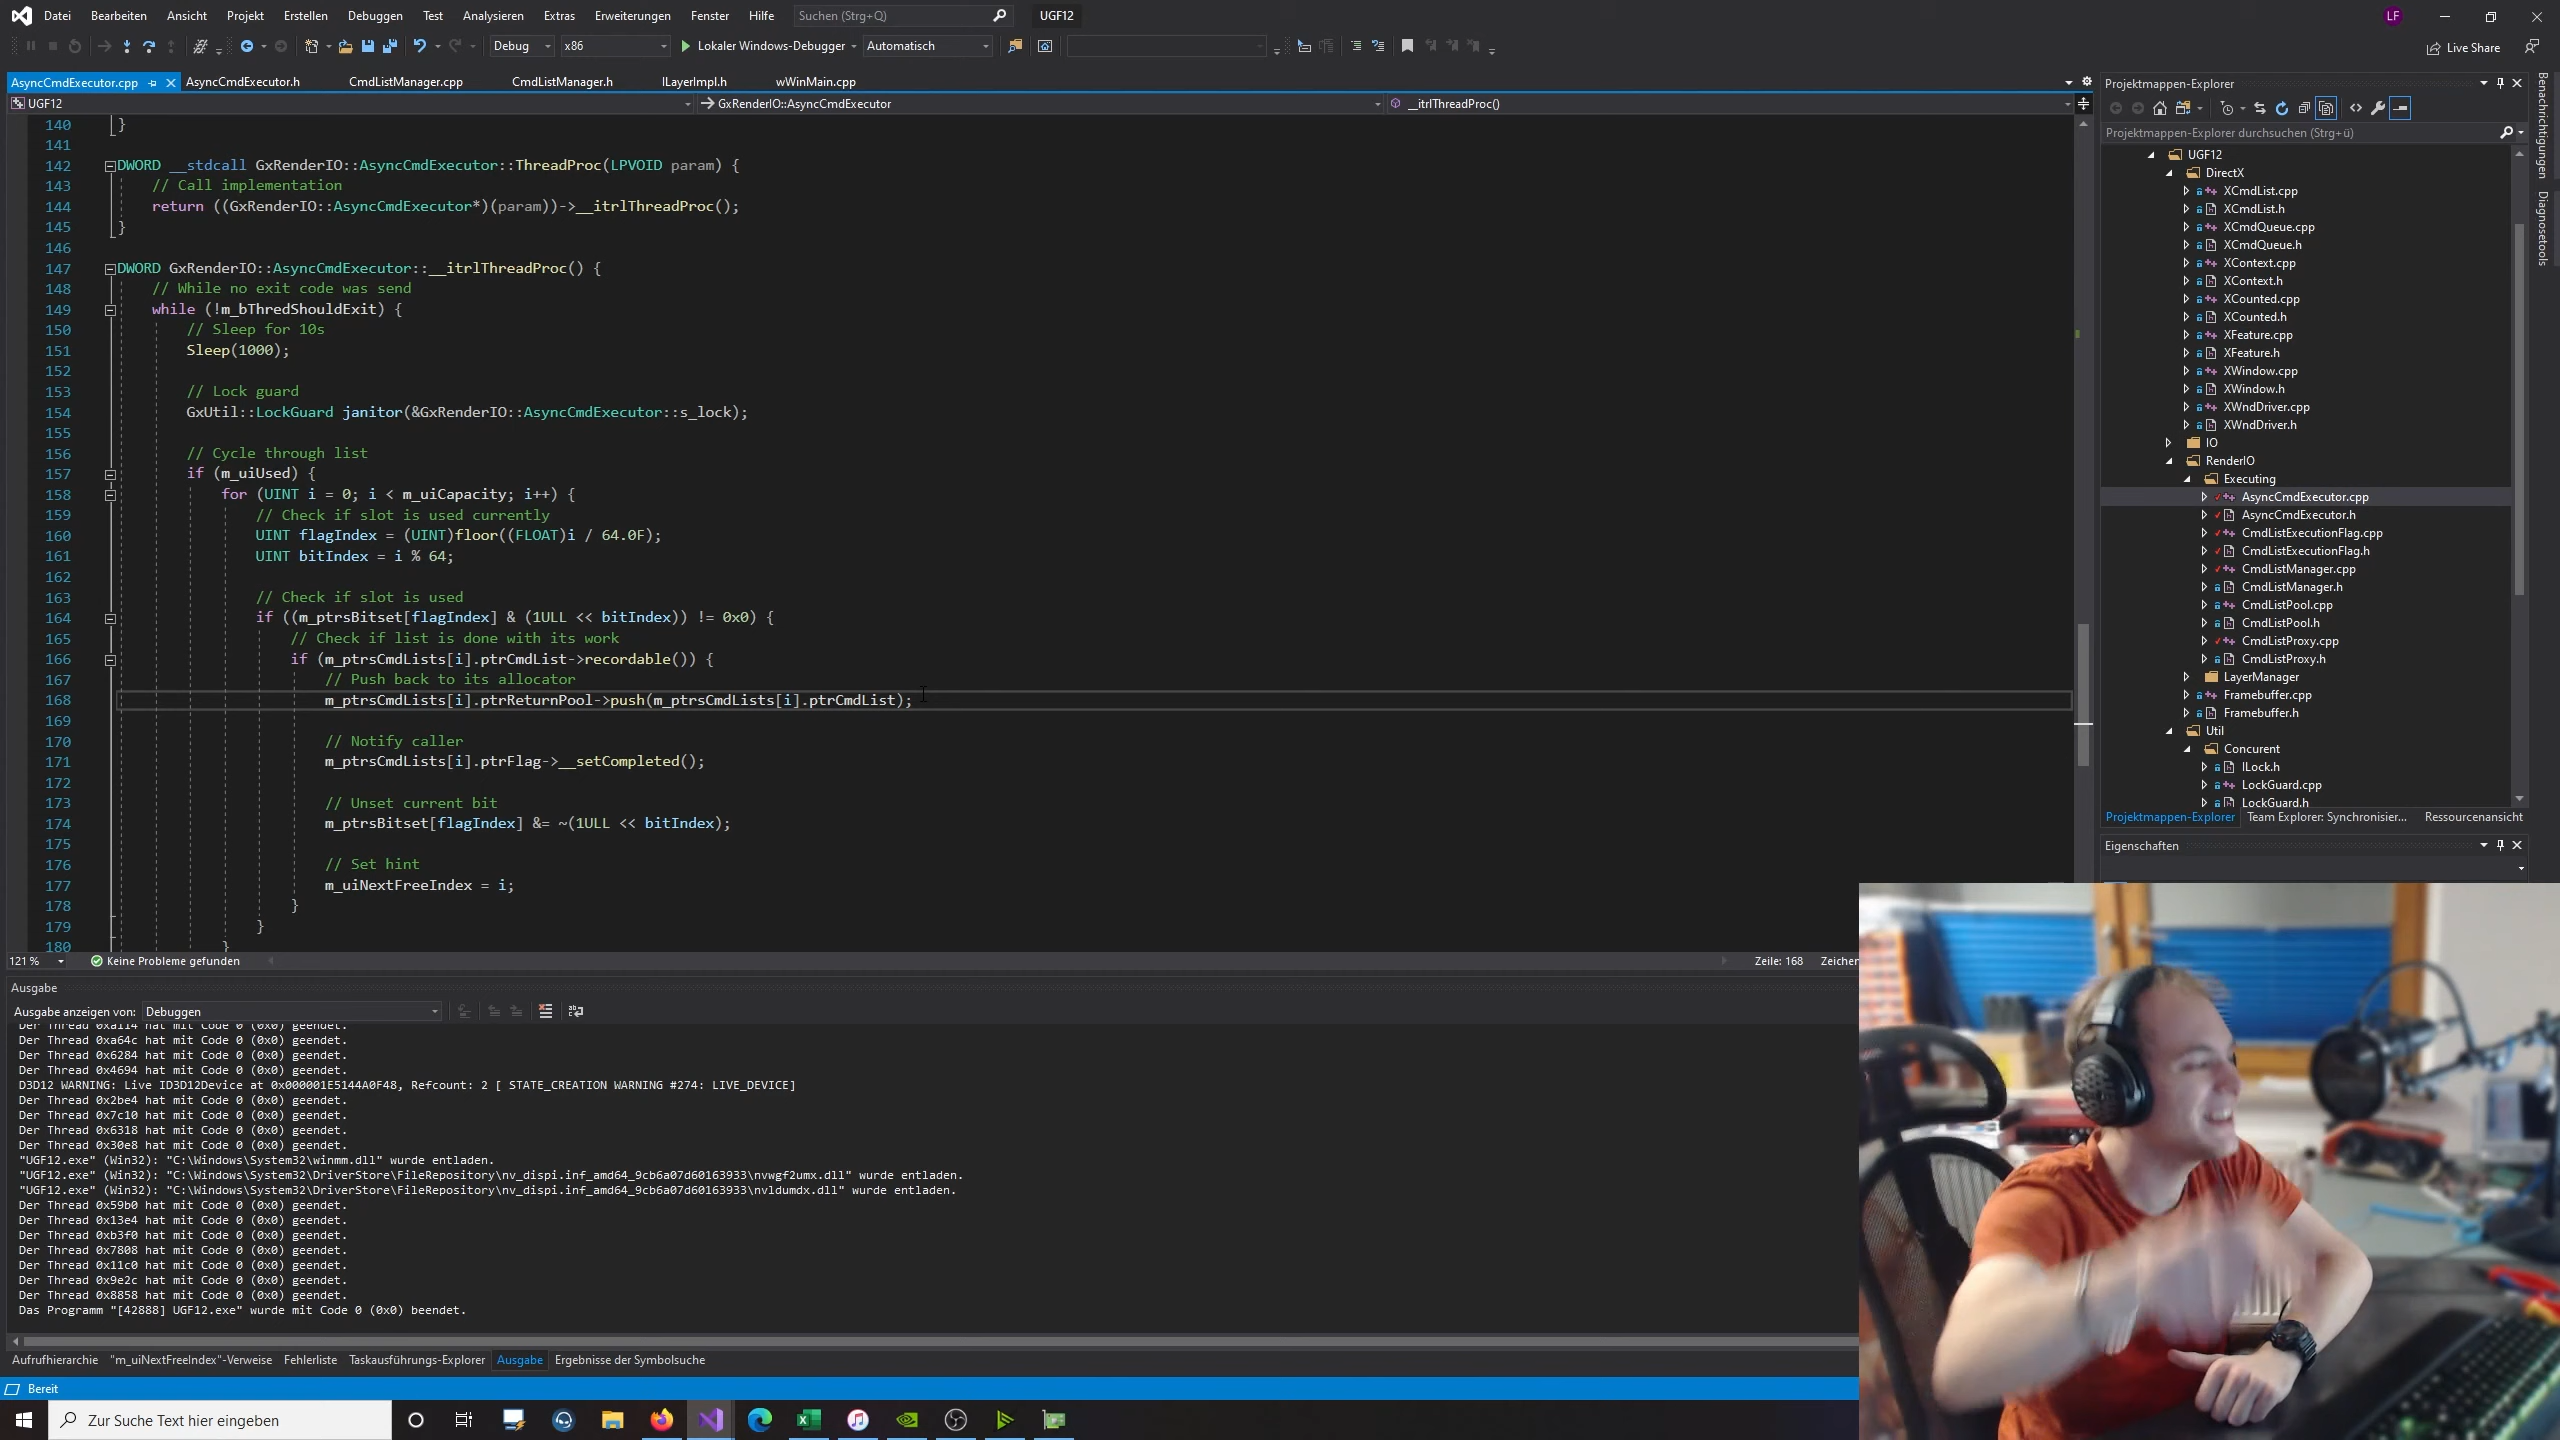 Datei Bearbeiten Ansicht Projekt Erstellen Debuggen Test Analysieren Extras Erweiterungen Fenster Hilfe Suchen (Strg+Q) UGF12 LF
Debug x86 Lokaler Windows-Debugger Automatisch Live Share
AsyncCmdExecutor.cpp AsyncCmdExecutor.h CmdListManager.cpp CmdListManager.h ILayerImpl.h wWinMain.cpp
UGF12 GxRenderIO::AsyncCmdExecutor __itrlThreadProc()
140 }
141
142 DWORD __stdcall GxRenderIO::AsyncCmdExecutor::ThreadProc(LPVOID param) {
143 // Call implementation
144 return ((GxRenderIO::AsyncCmdExecutor*)(param))->__itrlThreadProc();
145 }
146
147 DWORD GxRenderIO::AsyncCmdExecutor::__itrlThreadProc() {
148 // While no exit code was send
149 while (!m_bThredShouldExit) {
150 // Sleep for 10s
151 Sleep(1000);
152
153 // Lock guard
154 GxUtil::LockGuard janitor(&GxRenderIO::AsyncCmdExecutor::s_lock);
155
156 // Cycle through list
157 if (m_uiUsed) {
158 for (UINT i = 0; i < m_uiCapacity; i++) {
159 // Check if slot is used currently
160 UINT flagIndex = (UINT)floor((FLOAT)i / 64.0F);
161 UINT bitIndex = i % 64;
162
163 // Check if slot is used
164 if ((m_ptrsBitset[flagIndex] & (1ULL << bitIndex)) != 0x0) {
165 // Check if list is done with its work
166 if (m_ptrsCmdLists[i].ptrCmdList->recordable()) {
167 // Push back to its allocator
168 m_ptrsCmdLists[i].ptrReturnPool->push(m_ptrsCmdLists[i].ptrCmdList);
169
170 // Notify caller
171 m_ptrsCmdLists[i].ptrFlag->__setCompleted();
172
173 // Unset current bit
174 m_ptrsBitset[flagIndex] &= ~(1ULL << bitIndex);
175
176 // Set hint
177 m_uiNextFreeIndex = i;
178 }
179 }
180 }
121 % Keine Probleme gefunden Zeile: 168 Zeichen
Ausgabe
Ausgabe anzeigen von: Debuggen
Der Thread 0xa114 hat mit Code 0 (0x0) geendet.
Der Thread 0xa64c hat mit Code 0 (0x0) geendet.
Der Thread 0x6284 hat mit Code 0 (0x0) geendet.
Der Thread 0x4694 hat mit Code 0 (0x0) geendet.
D3D12 WARNING: Live ID3D12Device at 0x000001E5144A0F48, Refcount: 2 [ STATE_CREATION WARNING #274: LIVE_DEVICE]
Der Thread 0x2be4 hat mit Code 0 (0x0) geendet.
Der Thread 0x7c10 hat mit Code 0 (0x0) geendet.
Der Thread 0x6318 hat mit Code 0 (0x0) geendet.
Der Thread 0x30e8 hat mit Code 0 (0x0) geendet.
"UGF12.exe" (Win32): "C:\Windows\System32\winmm.dll" wurde entladen.
"UGF12.exe" (Win32): "C:\Windows\System32\DriverStore\FileRepository\nv_dispi.inf_amd64_9cb6a07d60163933\nvwgf2umx.dll" wurde entladen.
"UGF12.exe" (Win32): "C:\Windows\System32\DriverStore\FileRepository\nv_dispi.inf_amd64_9cb6a07d60163933\nvldumdx.dll" wurde entladen.
Der Thread 0x59b0 hat mit Code 0 (0x0) geendet.
Der Thread 0x13e4 hat mit Code 0 (0x0) geendet.
Der Thread 0xb3f0 hat mit Code 0 (0x0) geendet.
Der Thread 0x7808 hat mit Code 0 (0x0) geendet.
Der Thread 0x11c0 hat mit Code 0 (0x0) geendet.
Der Thread 0x9e2c hat mit Code 0 (0x0) geendet.
Der Thread 0x8858 hat mit Code 0 (0x0) geendet.
Das Programm "[42888] UGF12.exe" wurde mit Code 0 (0x0) beendet.
Aufrufhierarchie "m_uiNextFreeIndex"-Verweise Fehlerliste Taskausführungs-Explorer Ausgabe Ergebnisse der Symbolsuche
Bereit
Zur Suche Text hier eingeben
Projektmappen-Explorer
Projektmappen-Explorer durchsuchen (Strg+ü)
UGF12
DirectX
XCmdList.cpp
XCmdList.h
XCmdQueue.cpp
XCmdQueue.h
XContext.cpp
XContext.h
XCounted.cpp
XCounted.h
XFeature.cpp
XFeature.h
XWindow.cpp
XWindow.h
XWndDriver.cpp
XWndDriver.h
IO
RenderIO
Executing
AsyncCmdExecutor.cpp
AsyncCmdExecutor.h
CmdListExecutionFlag.cpp
CmdListExecutionFlag.h
CmdListManager.cpp
CmdListManager.h
CmdListPool.cpp
CmdListPool.h
CmdListProxy.cpp
CmdListProxy.h
LayerManager
Framebuffer.cpp
Framebuffer.h
Util
Concurent
ILock.h
LockGuard.cpp
LockGuard.h
Projektmappen-Explorer Team Explorer: Synchronisier... Ressourcenansicht
Eigenschaften
Benachrichtigungen
Diagnosetools